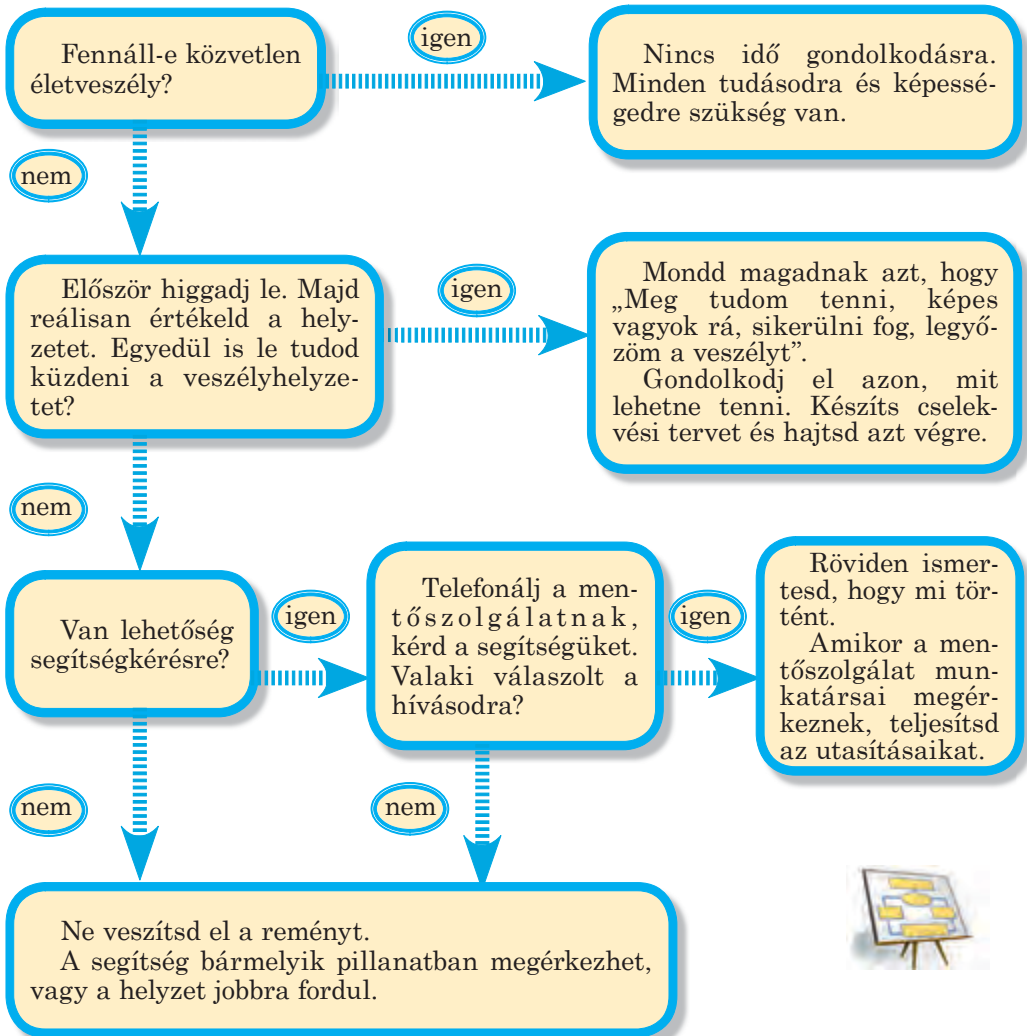 Fennáll-e közvetlen
életveszély?
igen
Nincs idő gondolkodásra.
Minden tudásodra és képessé-
gedre szükség van.
nem
Először higgadj le. Majd
reálisan értékeld a hely-
zetet. Egyedül is le tudod
küzdeni a veszélyhelyze-
tet?
igen
Mondd magadnak azt, hogy
„Meg tudom tenni, képes
vagyok rá, sikerülni fog, legyő-
zöm a veszélyt”.
Gondolkodj el azon, mit
lehetne tenni. Készíts cselek-
vési tervet és hajtsd azt végre.
nem
Van lehetőség
segítségkérésre?
igen
Telefonálj a men-
tőszolgálatnak,
kérd a segítségüket.
Valaki válaszolt a
hívásodra?
igen
Röviden ismer-
tesd, hogy mi tör-
tént.
Amikor a men-
tőszolgálat mun-
katársai megér-
keznek, teljesítsd
az utasításaikat.
nem
nem
Ne veszítsd el a reményt.
A segítség bármelyik pillanatban megérkezhet,
vagy a helyzet jobbra fordul.